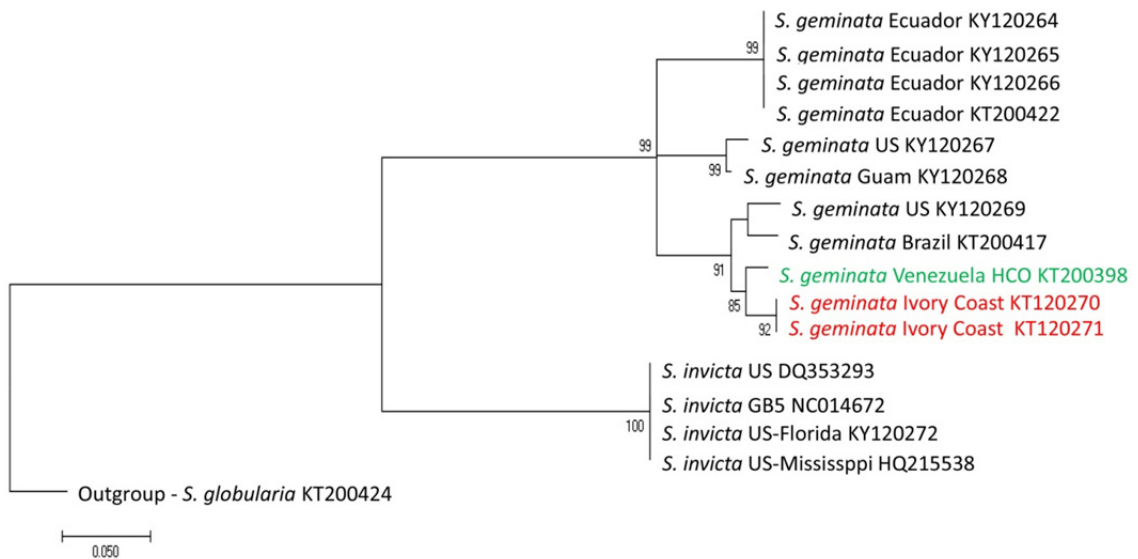 S. geminata Ecuador KY120264
99
S. geminata Ecuador KY120265
S. geminata Ecuador KY120266
S. geminata Ecuador KT200422
99
S. geminata US KY120267
99
S. geminata Guam KY120268
S. geminata US KY120269
S. geminata Brazil KT200417
91
S. geminata Venezuela HCO KT200398
85
S. geminata Ivory Coast KT120270
92
S. geminata Ivory Coast KT120271
S. invicta US DQ353293
S. invicta GB5 NC014672
100
S. invicta US-Florida KY120272
S. invicta US-Mississppi HQ215538
Outgroup - S. globularia KT200424
0.050